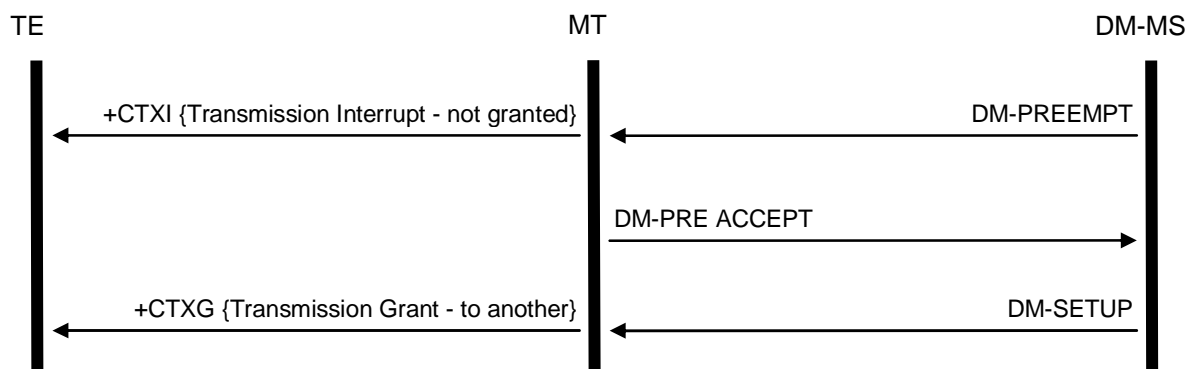 TE MT DM-MS
+CTXI {Transmission Interrupt - not granted} DM-PREEMPT
DM-PRE ACCEPT
+CTXG {Transmission Grant - to another} DM-SETUP